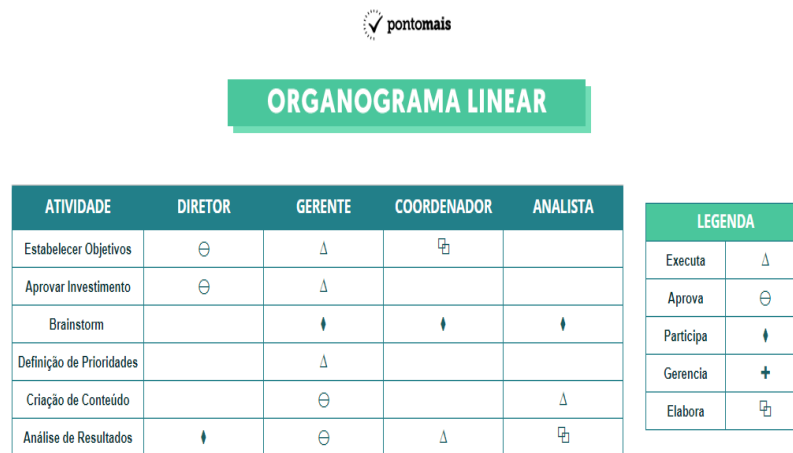 pontomais
ORGANOGRAMA LINEAR
ATIVIDADE DIRETOR GERENTE COORDENADOR ANALISTA
Estabelecer Objetivos
Aprovar Investimento
Brainstorm
Definição de Prioridades
Criação de Conteúdo
Análise de Resultados
LEGENDA
Executa
Aprova
Participa
Gerencia
Elabora